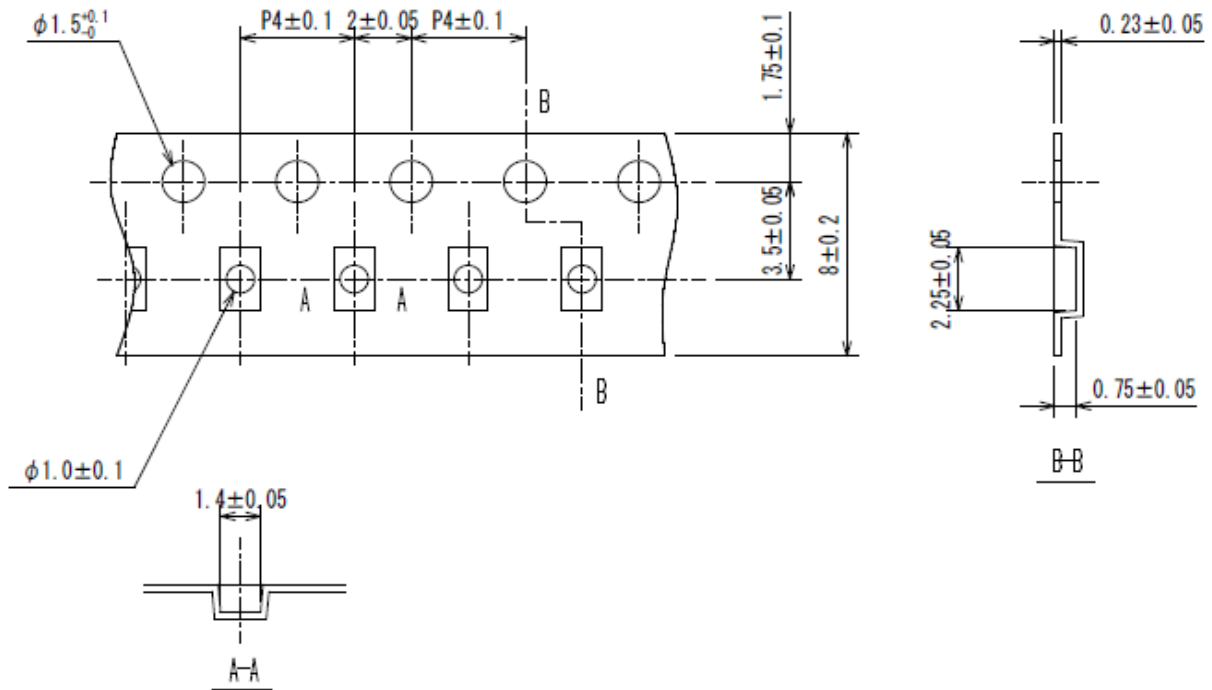 φ1.5+0.1 -0
P4±0.1
2±0.05
P4±0.1
1.75±0.1
0.23±0.05
B
3.5±0.05
8±0.2
2.25±0.05
A
A
B
0.75±0.05
φ1.0±0.1
1.4±0.05
B-B
A-A